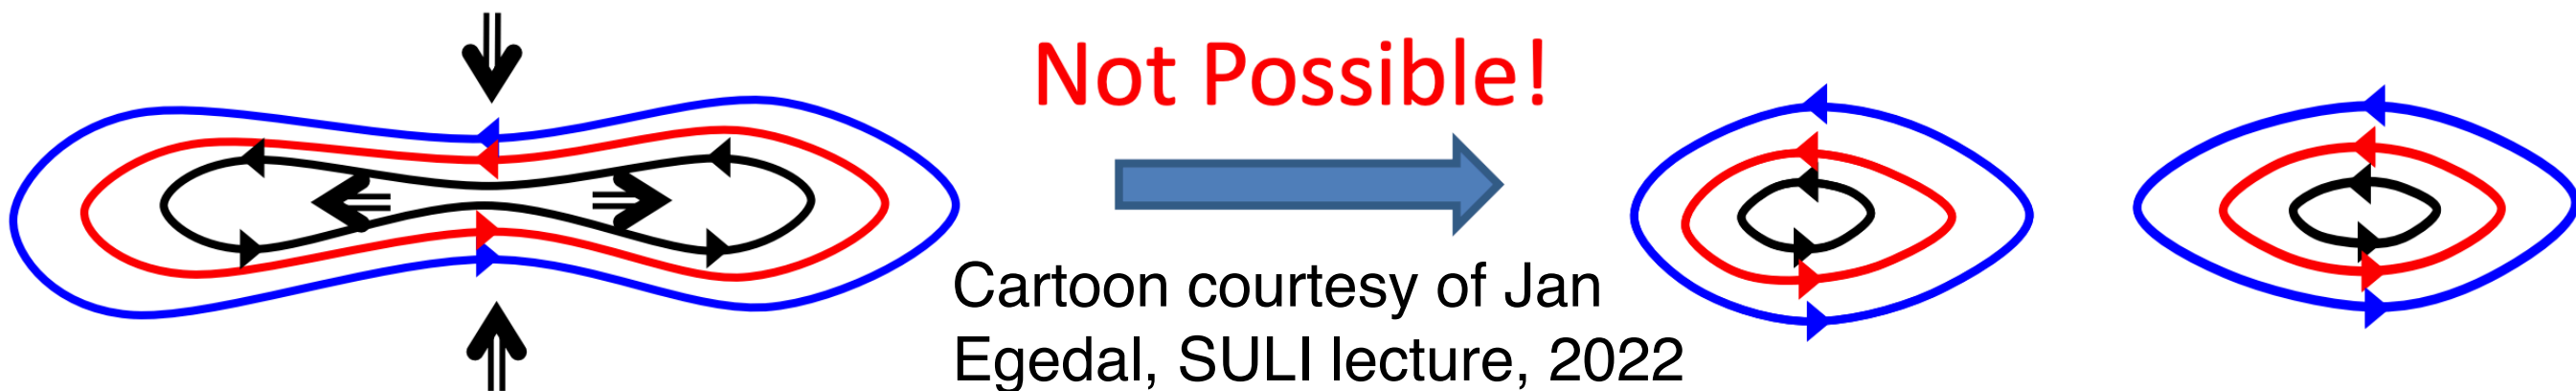 Not Possible!
Cartoon courtesy of Jan
Egedal, SULI lecture, 2022